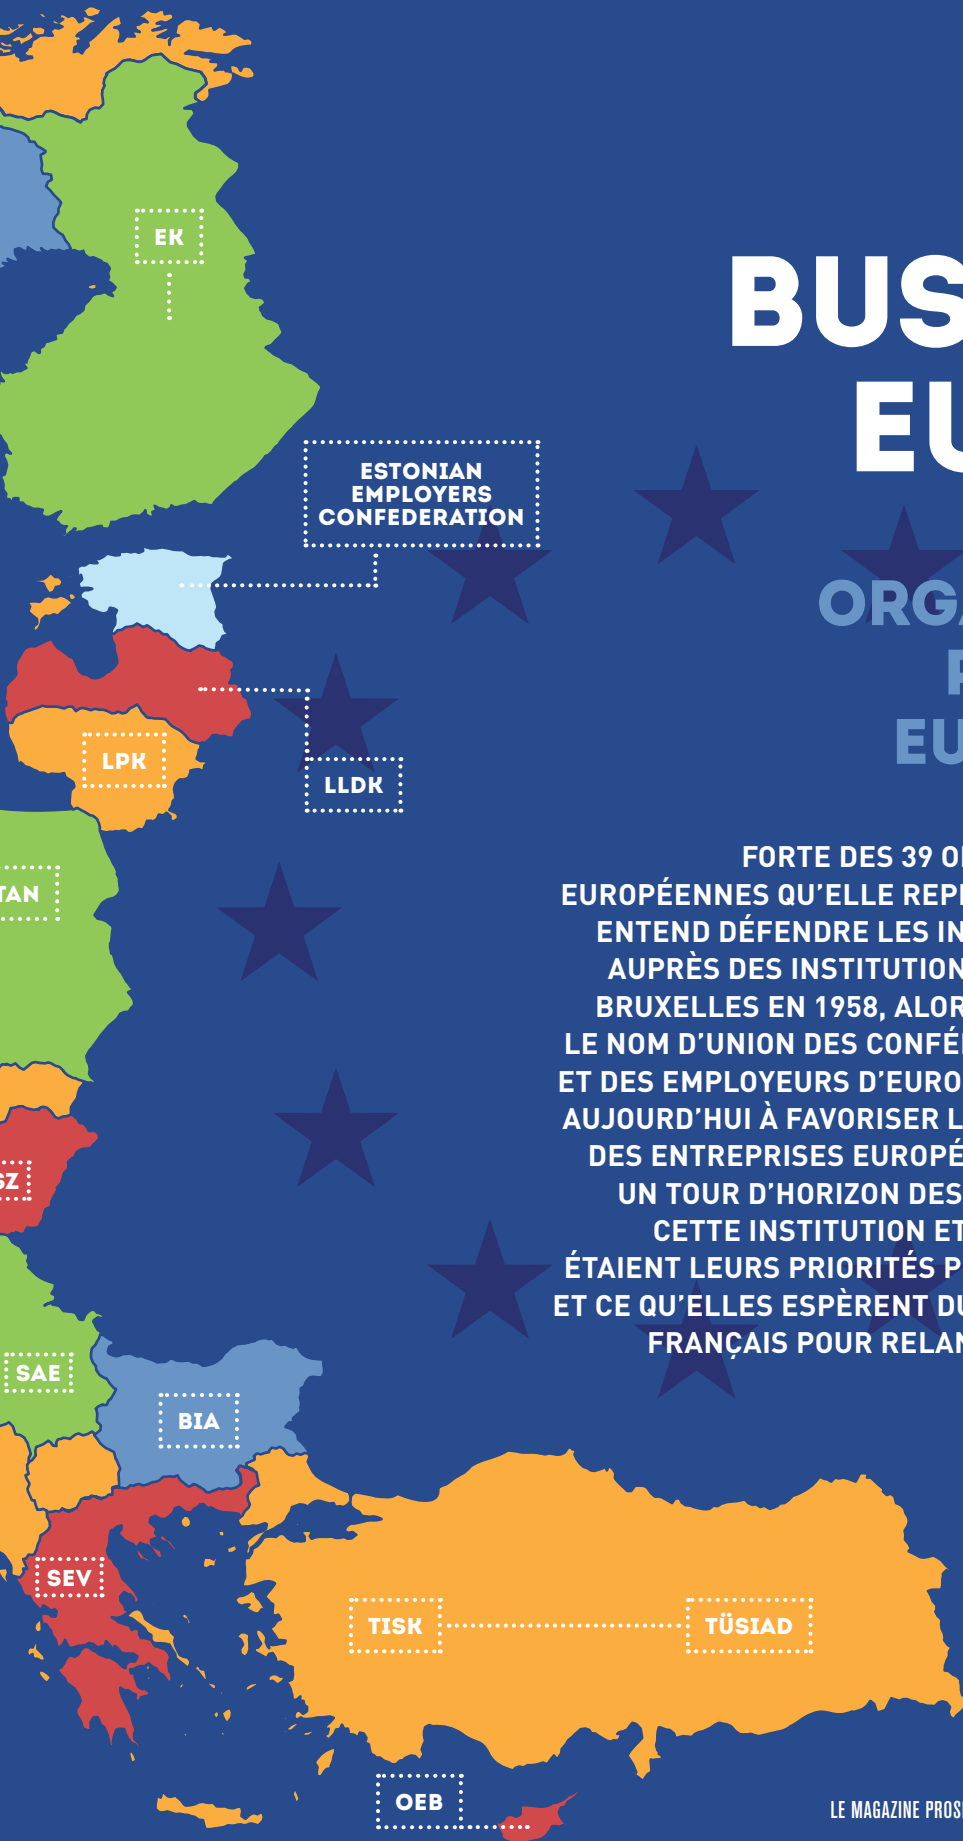 EK
BUS
EU
ESTONIAN
EMPLOYERS
CONFEDERATION
ORGA
EU
LPK
LLDK
TAN
FORTE DES 39 O
EUROPÉENNES QU’ELLE REP
ENTEND DÉFENDRE LES IN
AUPRÈS DES INSTITUTION
BRUXELLES EN 1958, ALOR
LE NOM D’UNION DES CONFÉ
ET DES EMPLOYEURS D’EURO
AUJOURD’HUI À FAVORISER L
DES ENTREPRISES EUROPÉ
UN TOUR D’HORIZON DES
CETTE INSTITUTION ET
ÉTAIENT LEURS PRIORITÉS P
ET CE QU’ELLES ESPÈRENT DU
FRANÇAIS POUR RELAN
SZ
SAE
BIA
SEV
TISK
TÜSIAD
OEB
LE MAGAZINE PROS